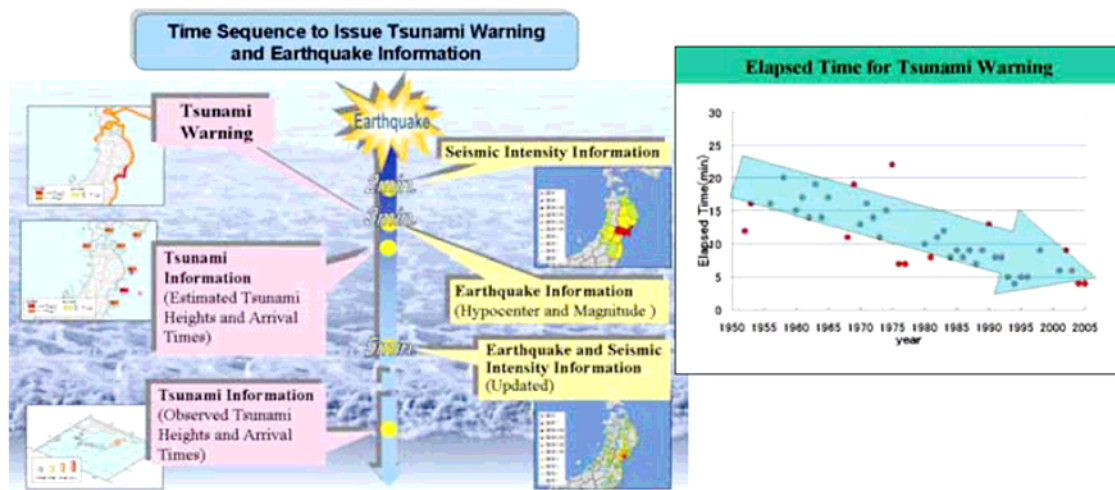 Time Sequence to Issue Tsunami Warning
and Earthquake Information
Tsunami
Warning
Earthquake
Seismic Intensity Information
2min.
3min.
Tsunami
Information
(Estimated Tsunami
Heights and Arrival
Times)
Earthquake Information
(Hypocenter and Magnitude )
5min.
Earthquake and Seismic
Intensity Information
(Updated)
Tsunami Information
(Observed Tsunami
Heights and Arrival
Times)
Elapsed Time for Tsunami Warning
Elapsed Time(min)
30
25
20
15
10
5
0
1950 1955 1960 1965 1970 1975 1980 1985 1990 1995 2000 2005
year